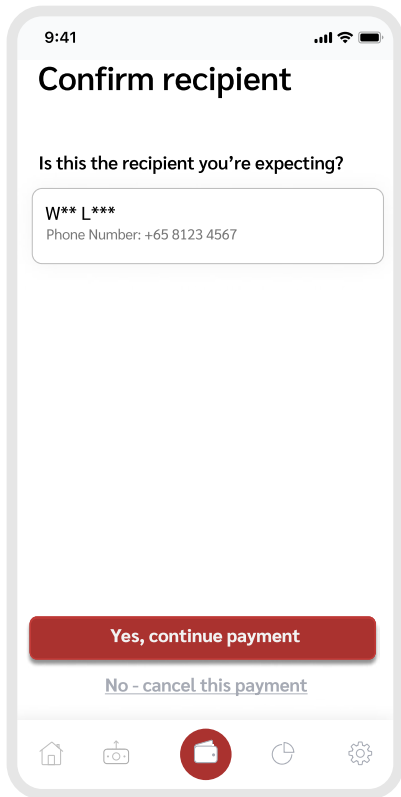 9:41
Confirm recipient
Is this the recipient you’re expecting?
W** L***
Phone Number: +65 8123 4567
Yes, continue payment
No - cancel this payment